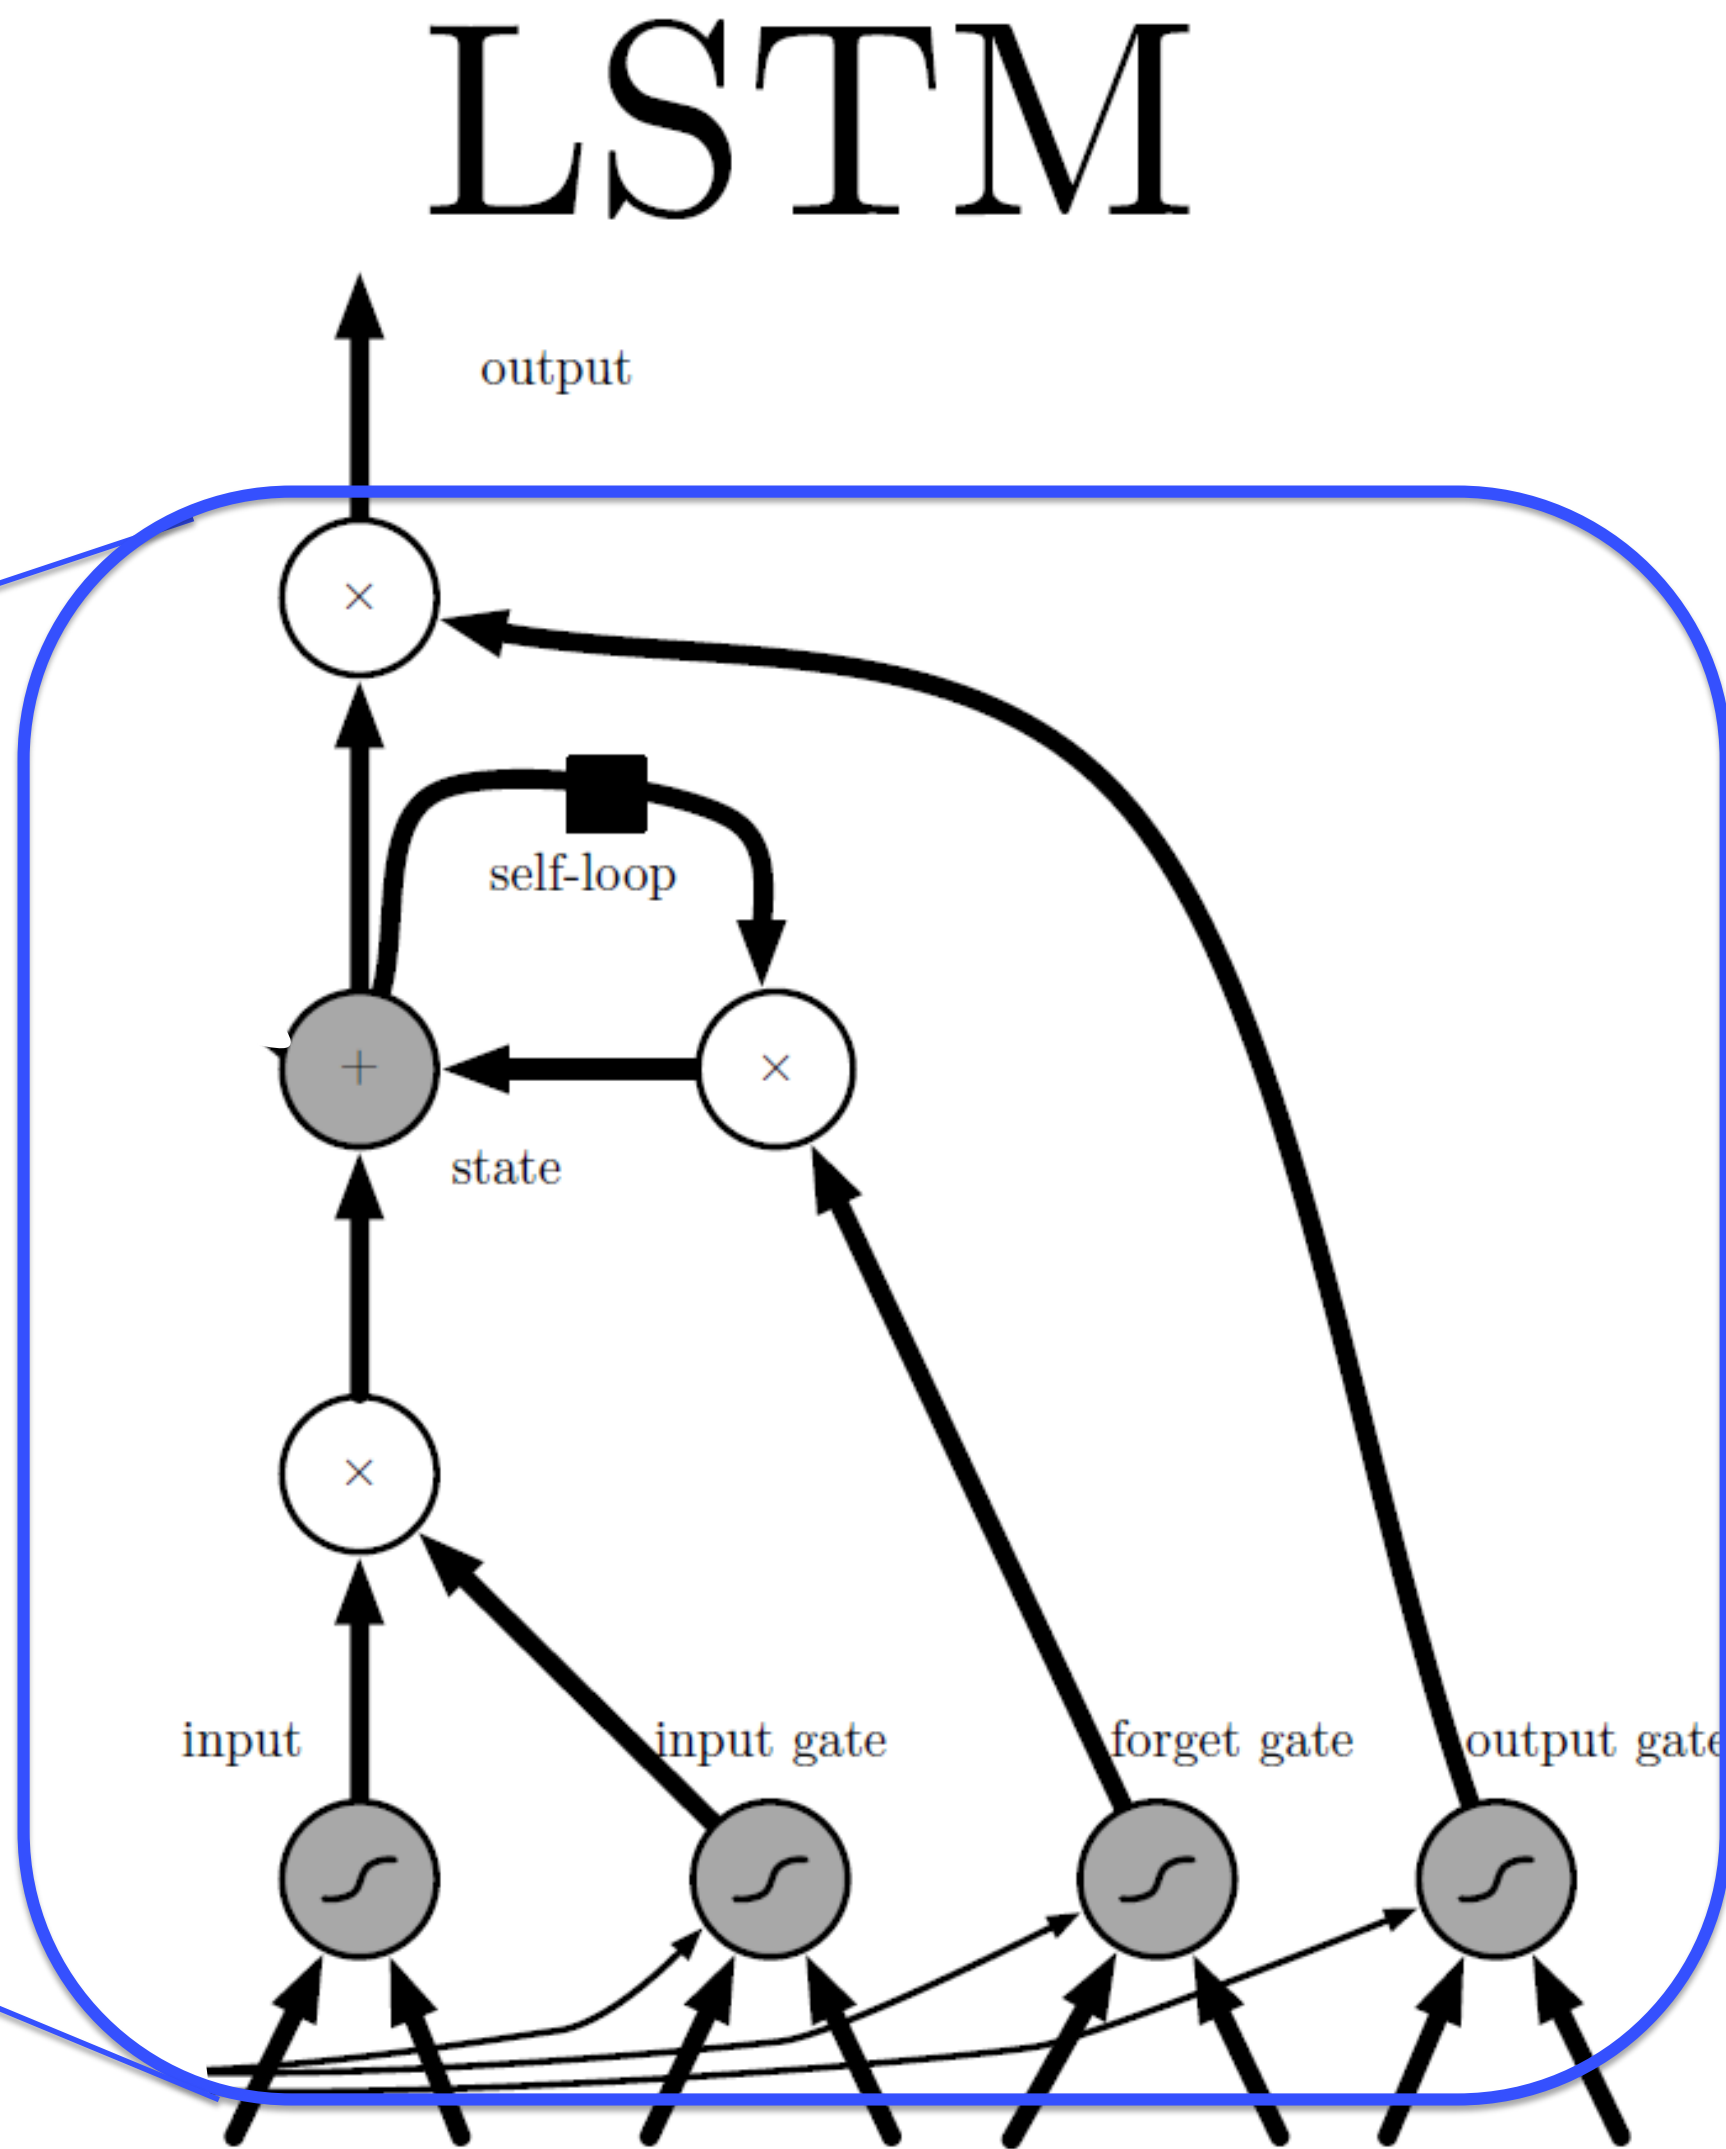 LSTM
output
×
self-loop
+
×
state
×
input
input gate
forget gate
output gate